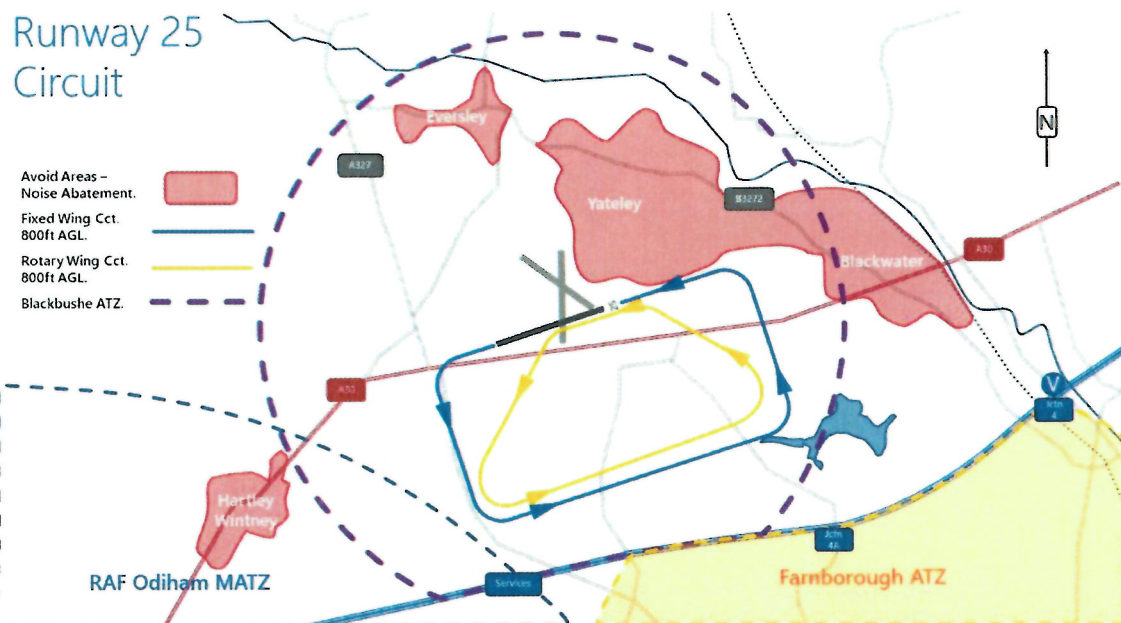 Runway 25
Circuit
N
Eversley
A327
Avoid Areas –
Noise Abatement.
Fixed Wing Cct.
800ft AGL.
Rotary Wing Cct.
800ft AGL.
Blackbushe ATZ.
Yateley
B3272
Blackwater
A30
A30
V
Jctn
4
Hartley
Wintney
Jctn
4A
RAF Odiham MATZ
Services
Farnborough ATZ